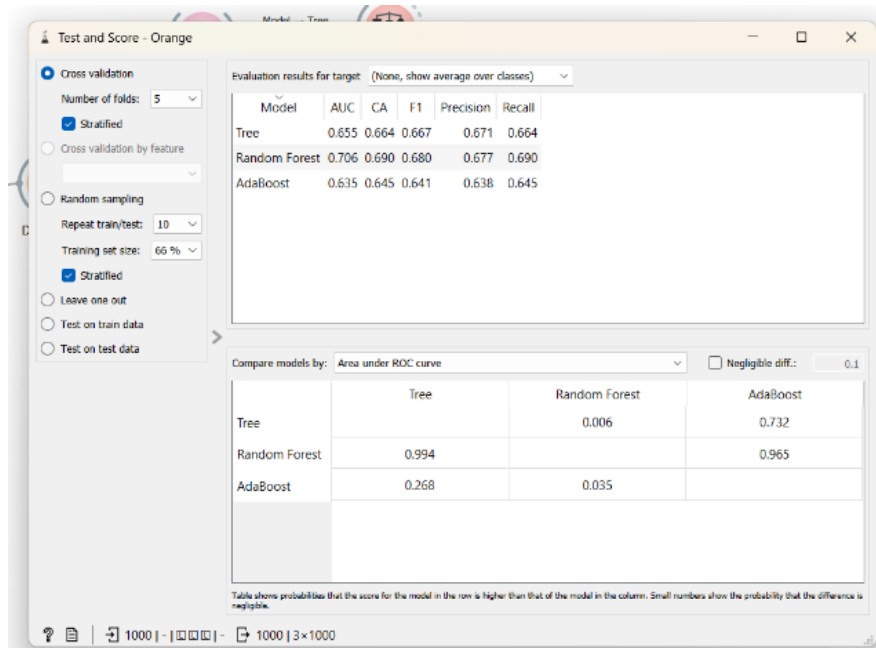 Model → Tree
Test and Score - Orange
Cross validation
Number of folds: 5
Stratified
Cross validation by feature
Random sampling
Repeat train/test: 10
Training set size: 66 %
Stratified
Leave one out
Test on train data
Test on test data
Evaluation results for target (None, show average over classes)
Model AUC CA F1 Precision Recall
Tree 0.655 0.664 0.667 0.671 0.664
Random Forest 0.706 0.690 0.680 0.677 0.690
AdaBoost 0.635 0.645 0.641 0.638 0.645
Compare models by: Area under ROC curve Negligible diff.: 0.1
Tree Random Forest AdaBoost
Tree 0.006 0.732
Random Forest 0.994 0.965
AdaBoost 0.268 0.035
Table shows probabilities that the score for the model in the row is higher than that of the model in the column. Small numbers show the probability that the difference is
negligible.
? 1000 | - | - 1000 | 3×1000